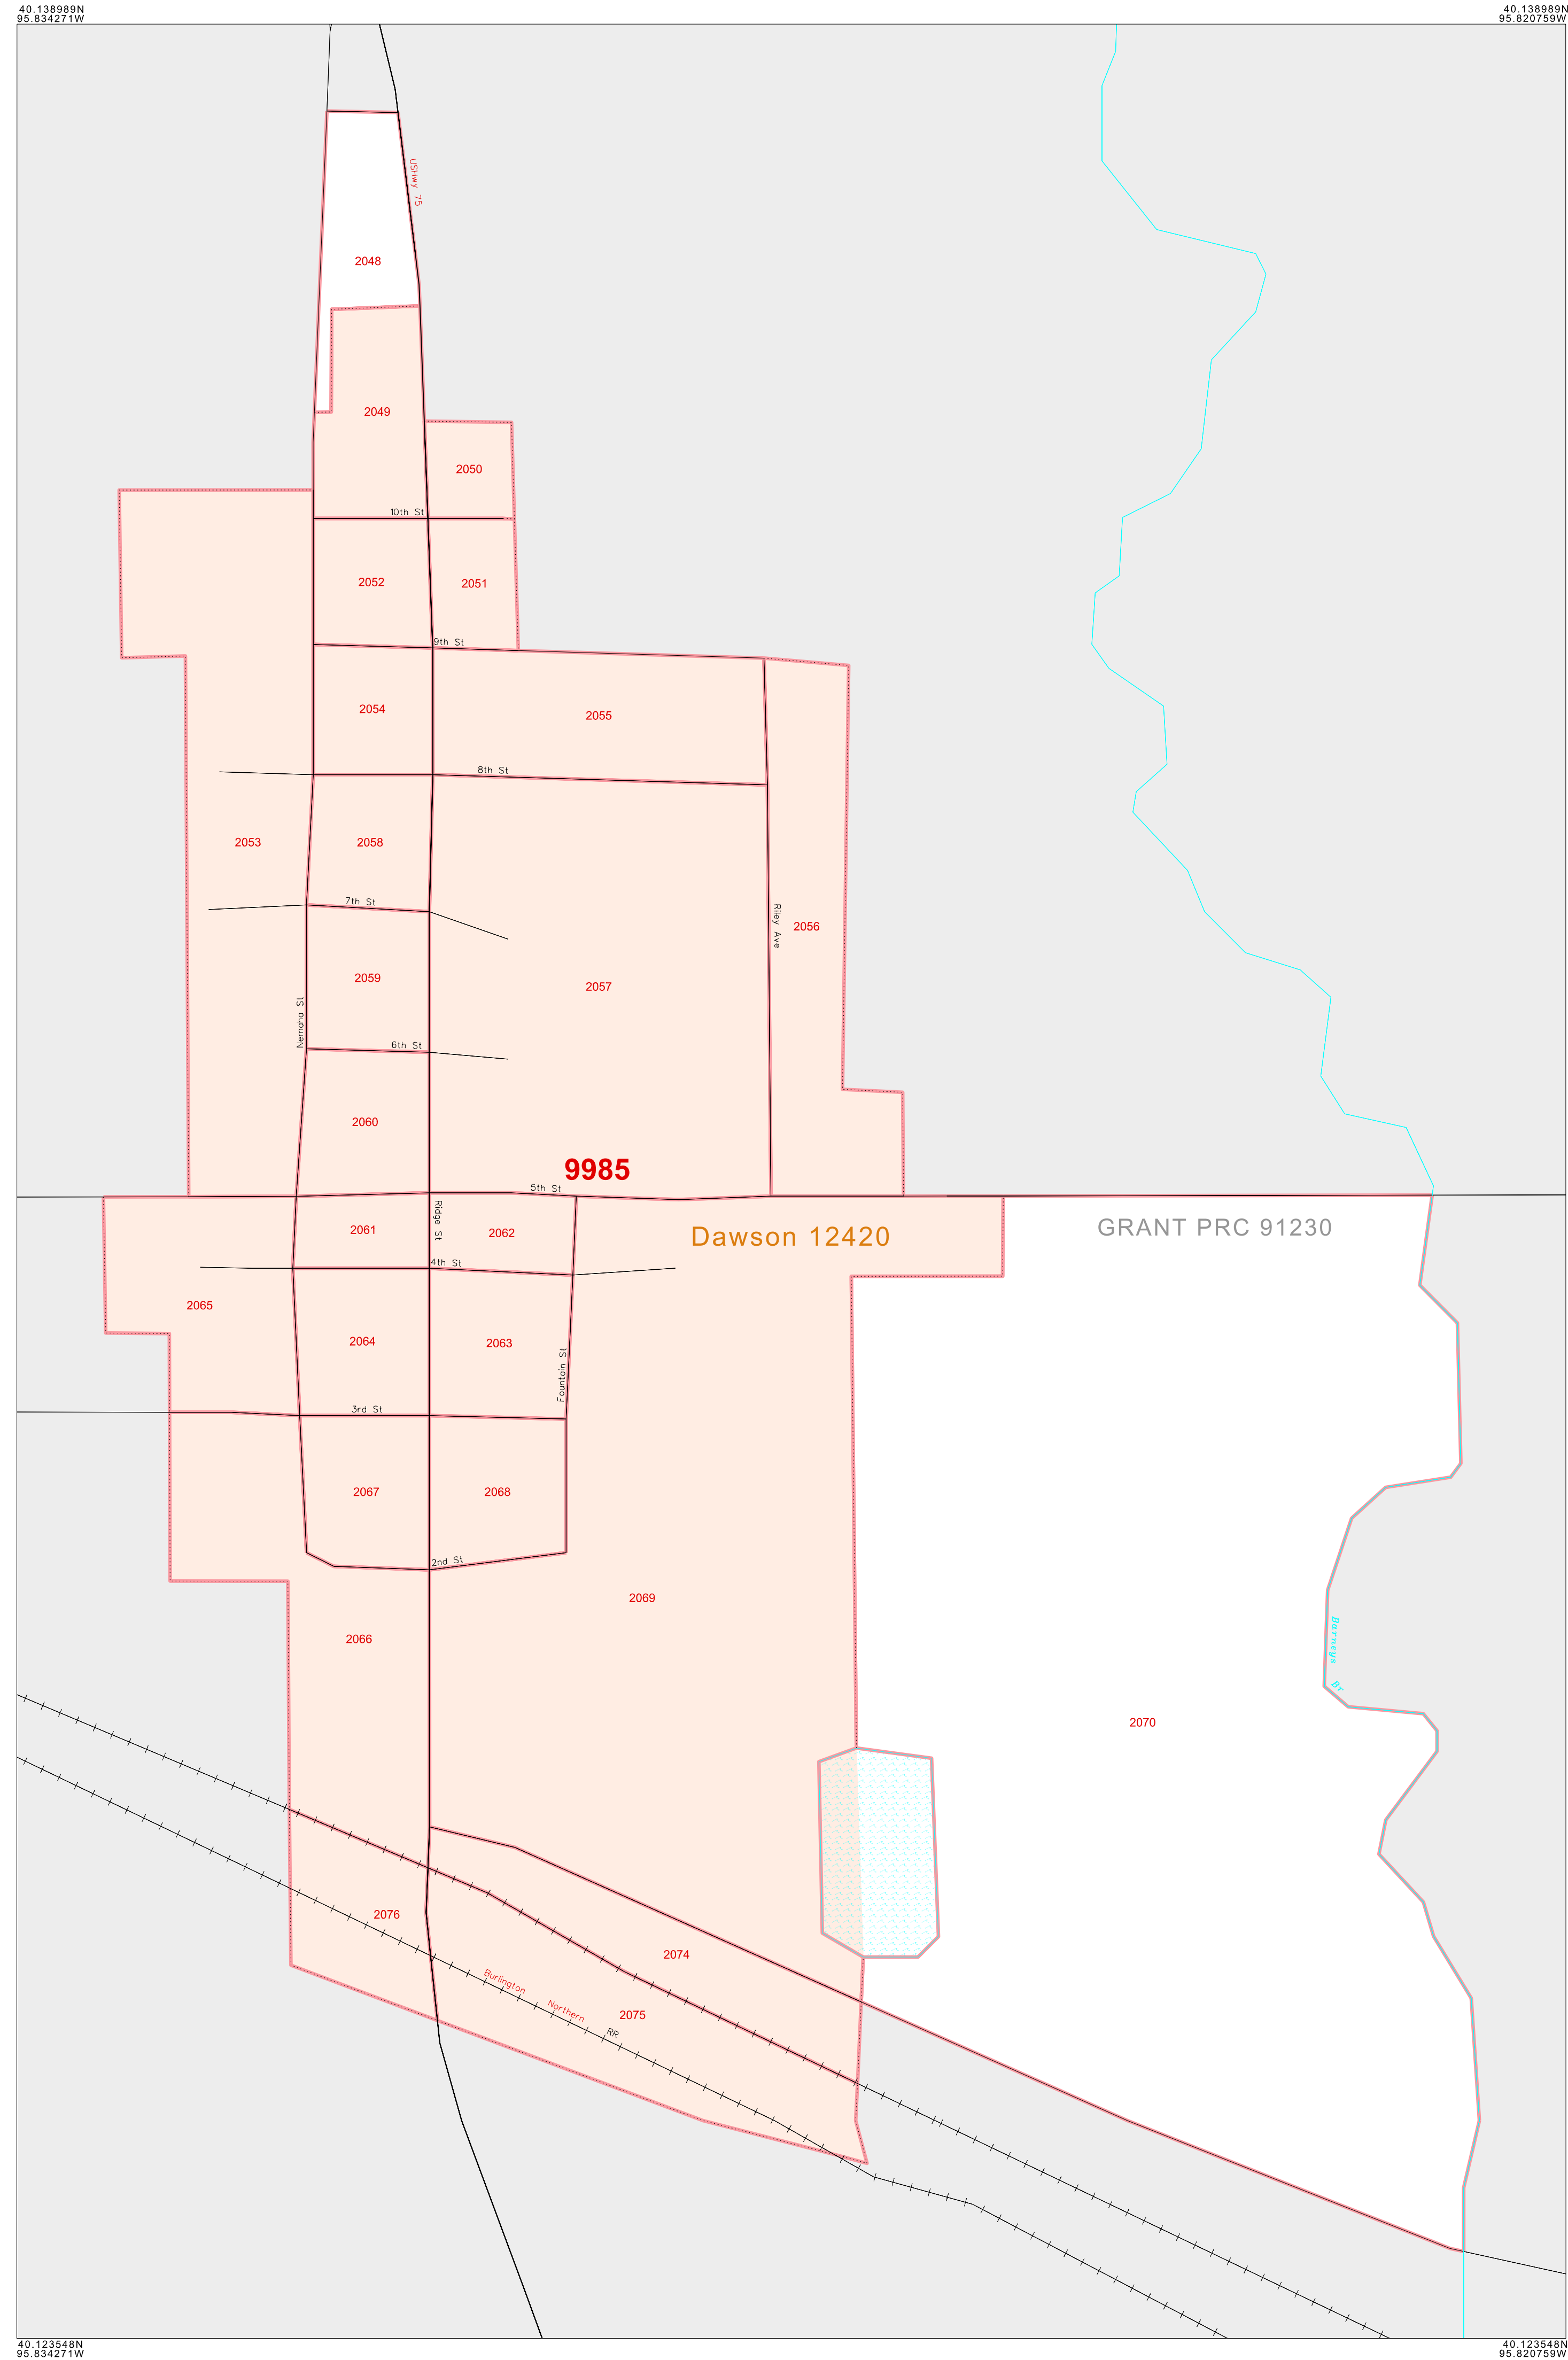 40.138989N
95.834271W
40.138989N
95.820759W
USHwy 75
2048
2049
2050
10th St
2052
2051
9th St
2054
2055
8th St
2053
2058
7th St
Riley Ave
2056
2059
2057
Nemaha St
6th St
2060
9985
5th St
2061
Ridge St
2062
Dawson 12420
GRANT PRC 91230
4th St
2065
2064
2063
Fountain St
3rd St
2067
2068
2nd St
2069
2066
Barneys Br
2070
2076
2074
Burlington Northern RR
2075
40.123548N
95.834271W
40.123548N
95.820759W